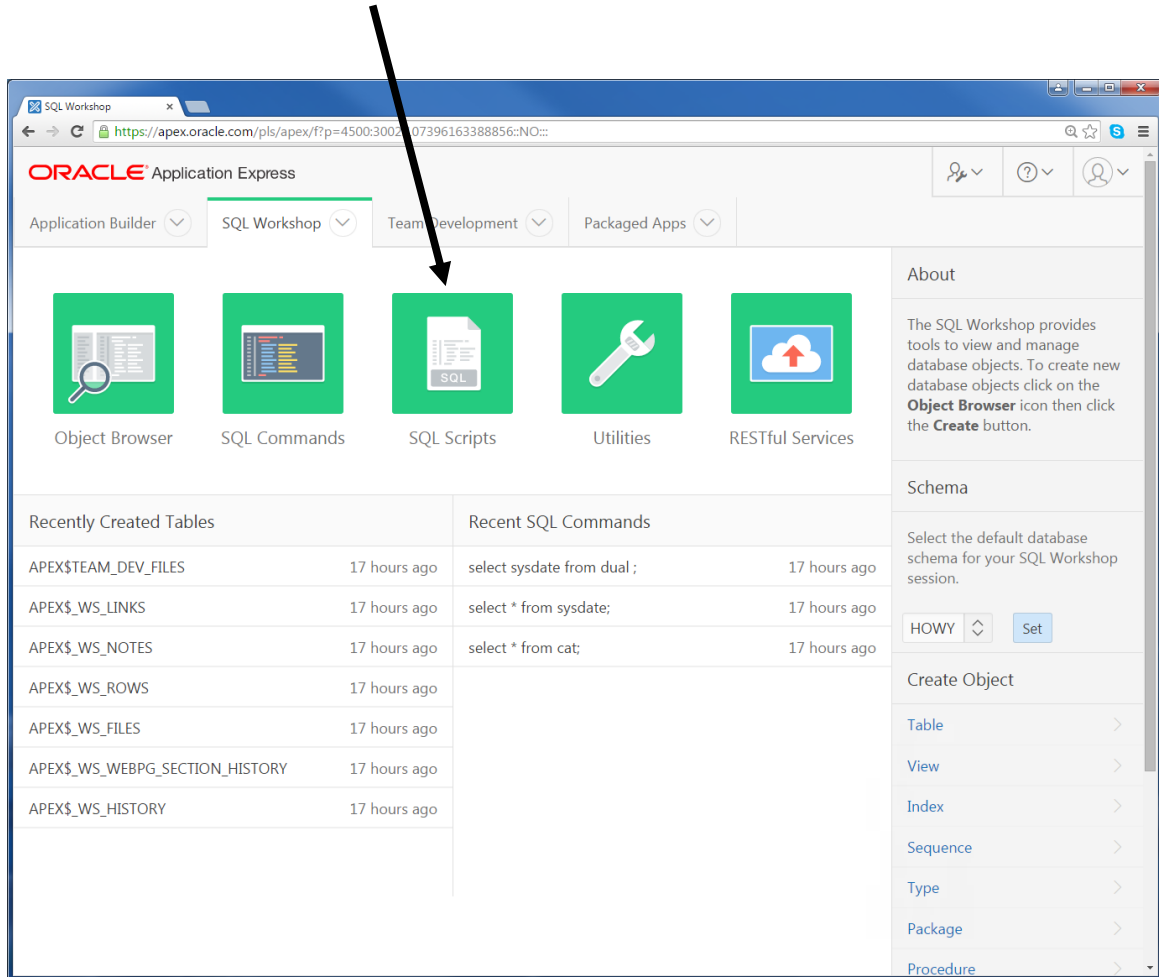 SQL Workshop
https://apex.oracle.com/pls/apex/f?p=4500:3002 07396163388856::NO:::
ORACLE Application Express
Application Builder SQL Workshop Team Development Packaged Apps
SQL
Object Browser SQL Commands SQL Scripts Utilities RESTful Services
Recently Created Tables
APEX$TEAM_DEV_FILES 17 hours ago
APEX$_WS_LINKS 17 hours ago
APEX$_WS_NOTES 17 hours ago
APEX$_WS_ROWS 17 hours ago
APEX$_WS_FILES 17 hours ago
APEX$_WS_WEBPG_SECTION_HISTORY 17 hours ago
APEX$_WS_HISTORY 17 hours ago
Recent SQL Commands
select sysdate from dual ; 17 hours ago
select * from sysdate; 17 hours ago
select * from cat; 17 hours ago
About
The SQL Workshop provides
tools to view and manage
database objects. To create new
database objects click on the
Object Browser icon then click
the Create button.
Schema
Select the default database
schema for your SQL Workshop
session.
HOWY Set
Create Object
Table
View
Index
Sequence
Type
Package
Procedure